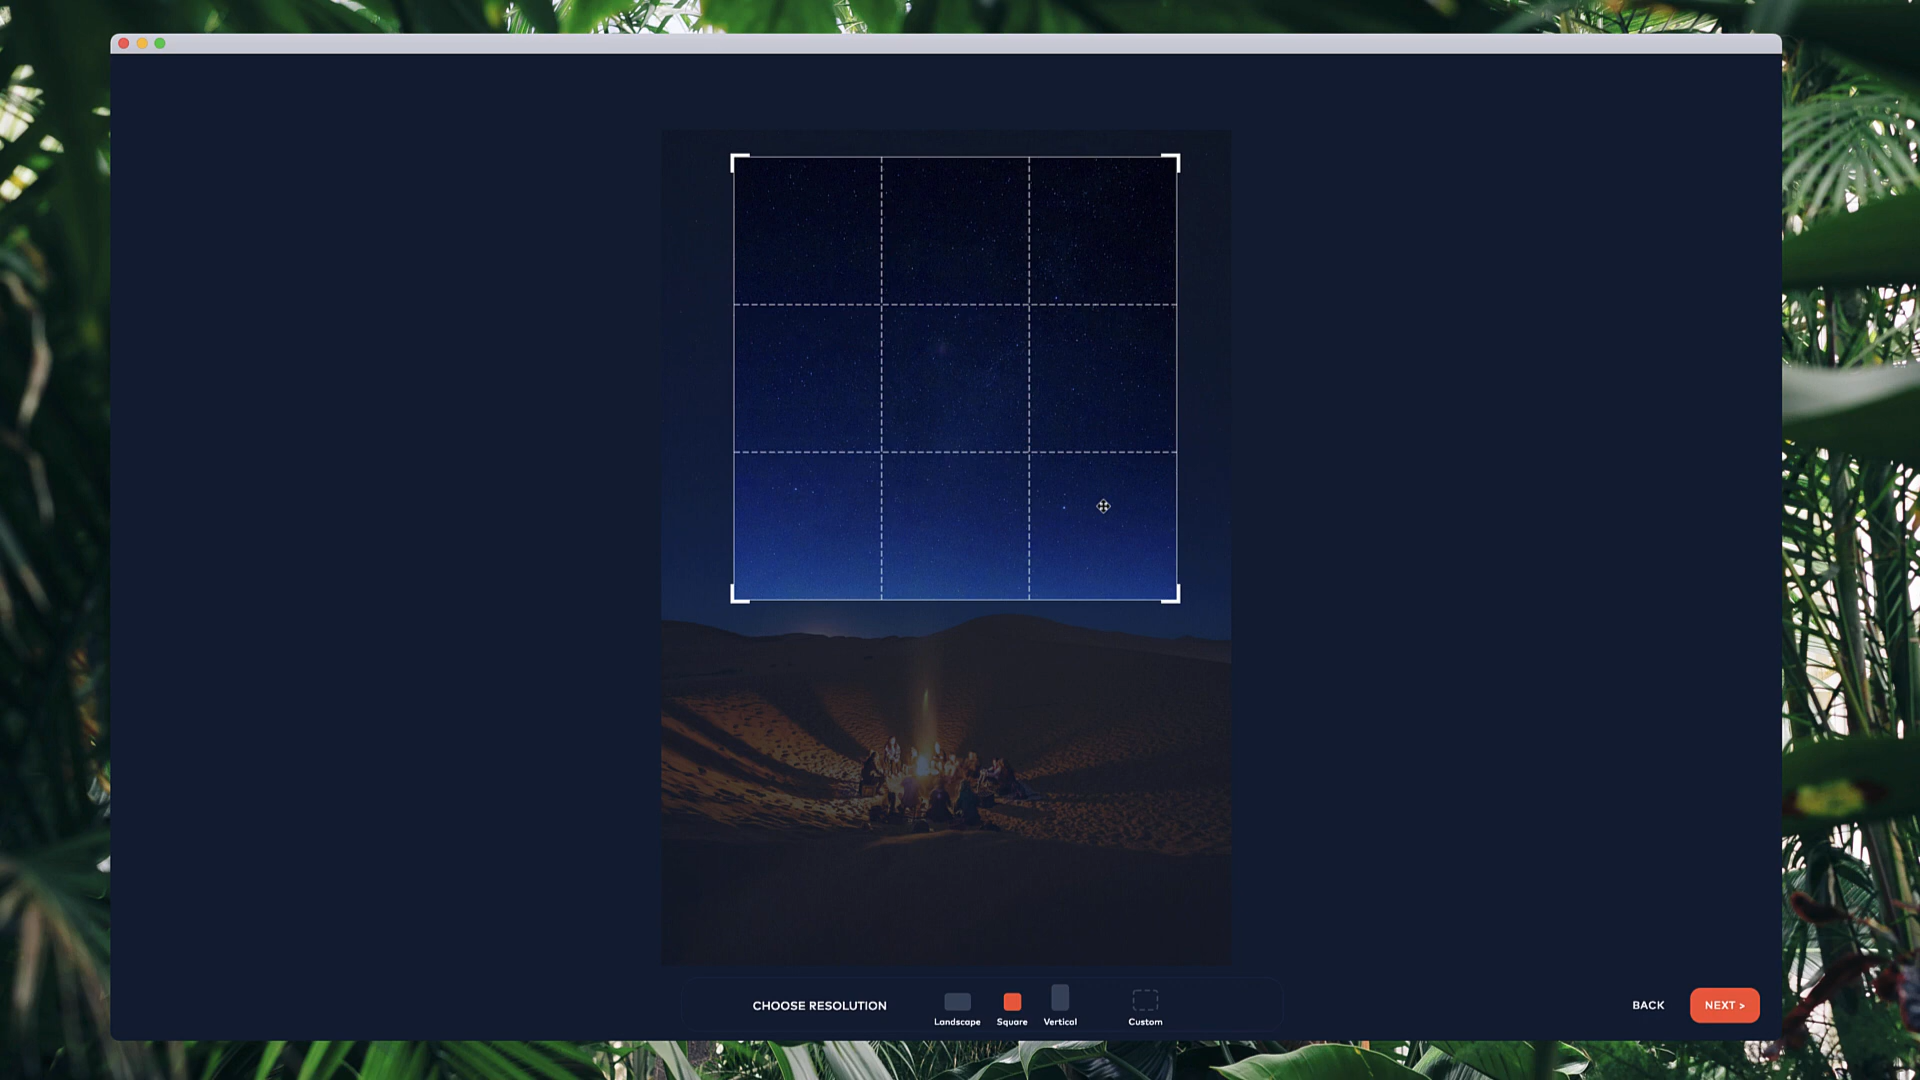 CHOOSE RESOLUTION
Landscape
Square
Vertical
Custom
BACK
NEXT >